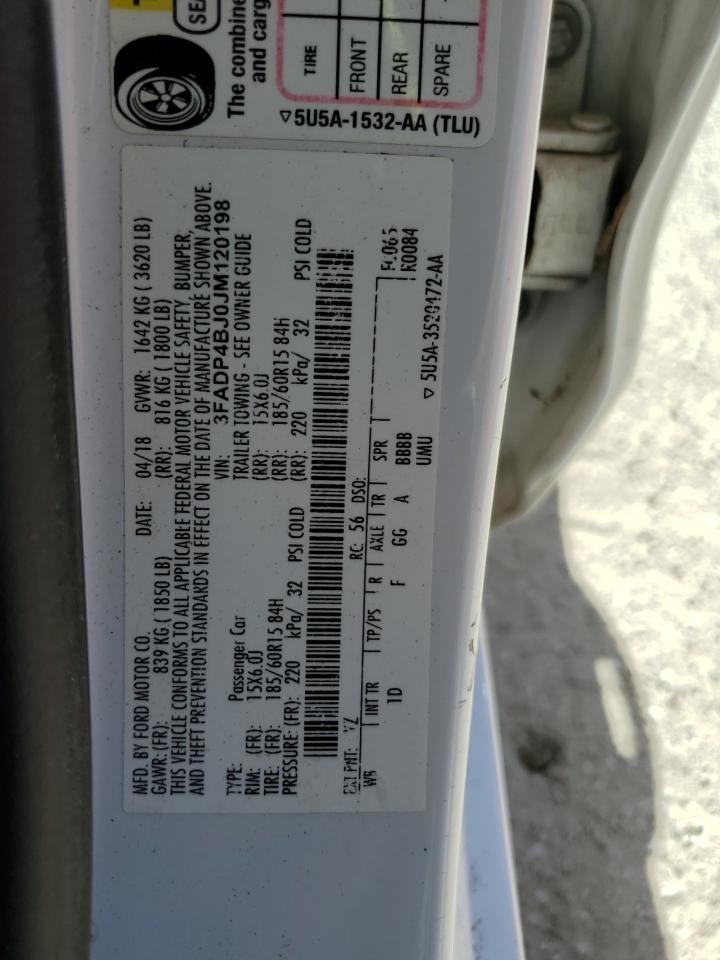 SEA
The combine
and carg
TIRE
FRONT
REAR
SPARE
▽5U5A-1532-AA (TLU)
MFD. BY FORD MOTOR CO. DATE: 04/18 GVWR: 1642 KG ( 3620 LB)
GAWR: (FR): 839 KG ( 1850 LB) (RR): 816 KG ( 1800 LB)
THIS VEHICLE CONFORMS TO ALL APPLICABLE FEDERAL MOTOR VEHICLE SAFETY, BUMPER,
AND THEFT PREVENTION STANDARDS IN EFFECT ON THE DATE OF MANUFACTURE SHOWN ABOVE.
VIN: 3FADP4BJ0JM120198
TYPE: Passenger Car TRAILER TOWING - SEE OWNER GUIDE
RIM: (FR): 15X6.0J (RR): 15X6.0J
TIRE: (FR): 185/60R15 84H (RR): 185/60R15 84H
PRESSURE: (FR): 220 kPa/ 32 PSI COLD (RR): 220 kPa/ 32 PSI COLD
EXT PNT: YZ RC: 56 DSO: F0065
WB INT TR TP/PS R AXLE TR SPR R0084
1D F GG A BBBB
UMU ▽ 5U5A-3520472-AA